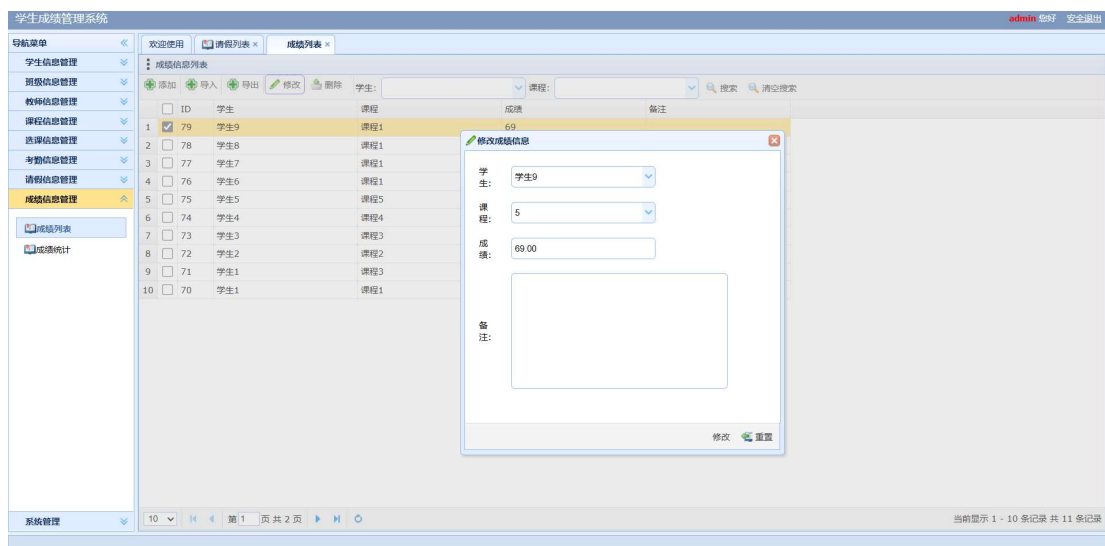 学生成绩管理系统 admin 您好 安全退出
导航菜单
学生信息管理
班级信息管理
教师信息管理
课程信息管理
选课信息管理
考勤信息管理
请假信息管理
成绩信息管理
成绩列表
成绩统计
系统管理
欢迎使用 请假列表 × 成绩列表 ×
成绩信息列表
添加 导入 导出 修改 删除 学生: 课程: 搜索 清空搜索
ID 学生 课程 成绩 备注
1 79 学生9 课程1 69
2 78 学生8 课程1
3 77 学生7 课程1
4 76 学生6 课程1
5 75 学生5 课程5
6 74 学生4 课程4
7 73 学生3 课程3
8 72 学生2 课程2
9 71 学生1 课程3
10 70 学生1 课程1
修改成绩信息
学生: 学生9
课程: 5
成绩: 69.00
备注:
修改 重置
10 第 1 页 共 2 页 当前显示 1 - 10 条记录 共 11 条记录